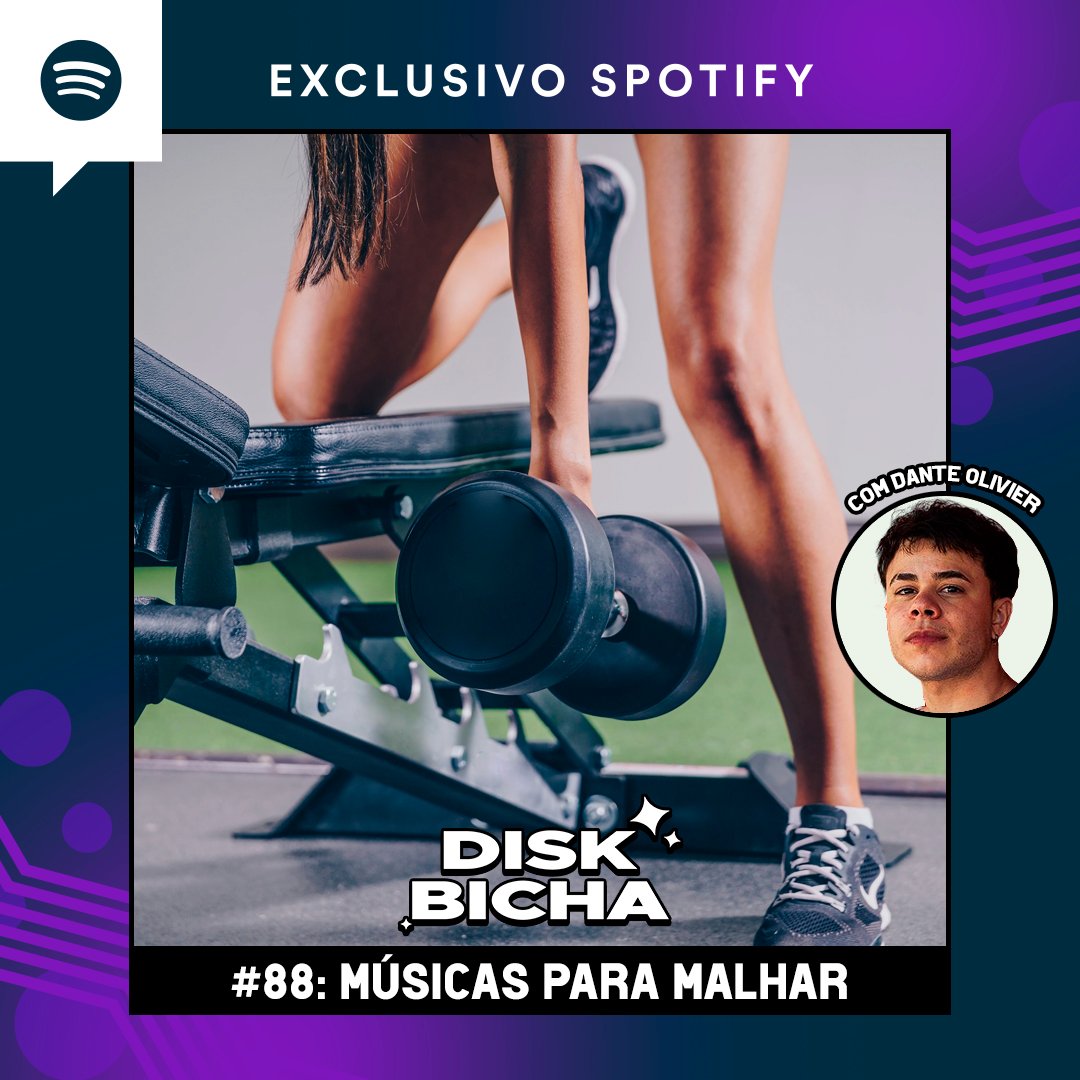 EXCLUSIVO SPOTIFY
COM DANTE OLIVIER
DISK
BICHA
#88: MÚSICAS PARA MALHAR